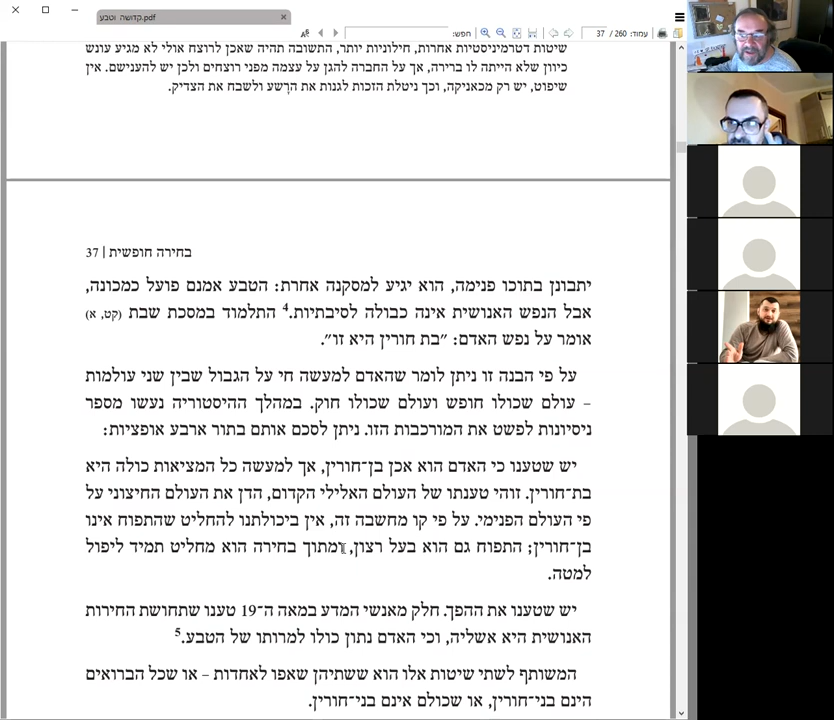 קדושה וטבע.pdf
עמוד: 37 / 260
חפש:
שיטות דטרמיניסטיות אחרות, חילוניות יותר, התשובה תהיה שאכן לרוצח אולי לא מגיע עונש
כיוון שלא הייתה לו ברירה, אך על החברה להגן על עצמה מפני רוצחים ולכן יש להענישם. אין
שיפוט, יש רק מכאניקה, וכך ניטלת הזכות לגנות את הרָשע ולשבח את הצדיק.
בחירה חופשית | 37
יתבונן בתוכו פנימה, הוא יגיע למסקנה אחרת: הטבע אמנם פועל כמכונה,
אבל הנפש האנושית אינה כבולה לסיבתיות.4 התלמוד במסכת שבת (קט, א)
אומר על נפש האדם: "בת חורין היא זו".
על פי הבנה זו ניתן לומר שהאדם למעשה חי על הגבול שבין שני עולמות
– עולם שכולו חופש ועולם שכולו חוק. במהלך ההיסטוריה נעשו מספר
ניסיונות לפשט את המורכבות הזו. ניתן לסכם אותם בתור ארבע אופציות:
יש שטענו כי האדם הוא אכן בן־חורין, אך למעשה כל המציאות כולה היא
בת־חורין. זוהי טענתו של העולם האלילי הקדום, הדן את העולם החיצוני על
פי העולם הפנימי. על פי קו מחשבה זה, אין ביכולתנו להחליט שהתפוח אינו
בן־חורין; התפוח גם הוא בעל רצון, ומתוך בחירה הוא מחליט תמיד ליפול
למטה.
יש שטענו את ההפך. חלק מאנשי המדע במאה ה־19 טענו שתחושת החירות
האנושית היא אשליה, וכי האדם נתון כולו למרותו של הטבע.5
המשותף לשתי שיטות אלו הוא ששתיהן שאפו לאחדות – או שכל הברואים
הינם בני־חורין, או שכולם אינם בני־חורין.